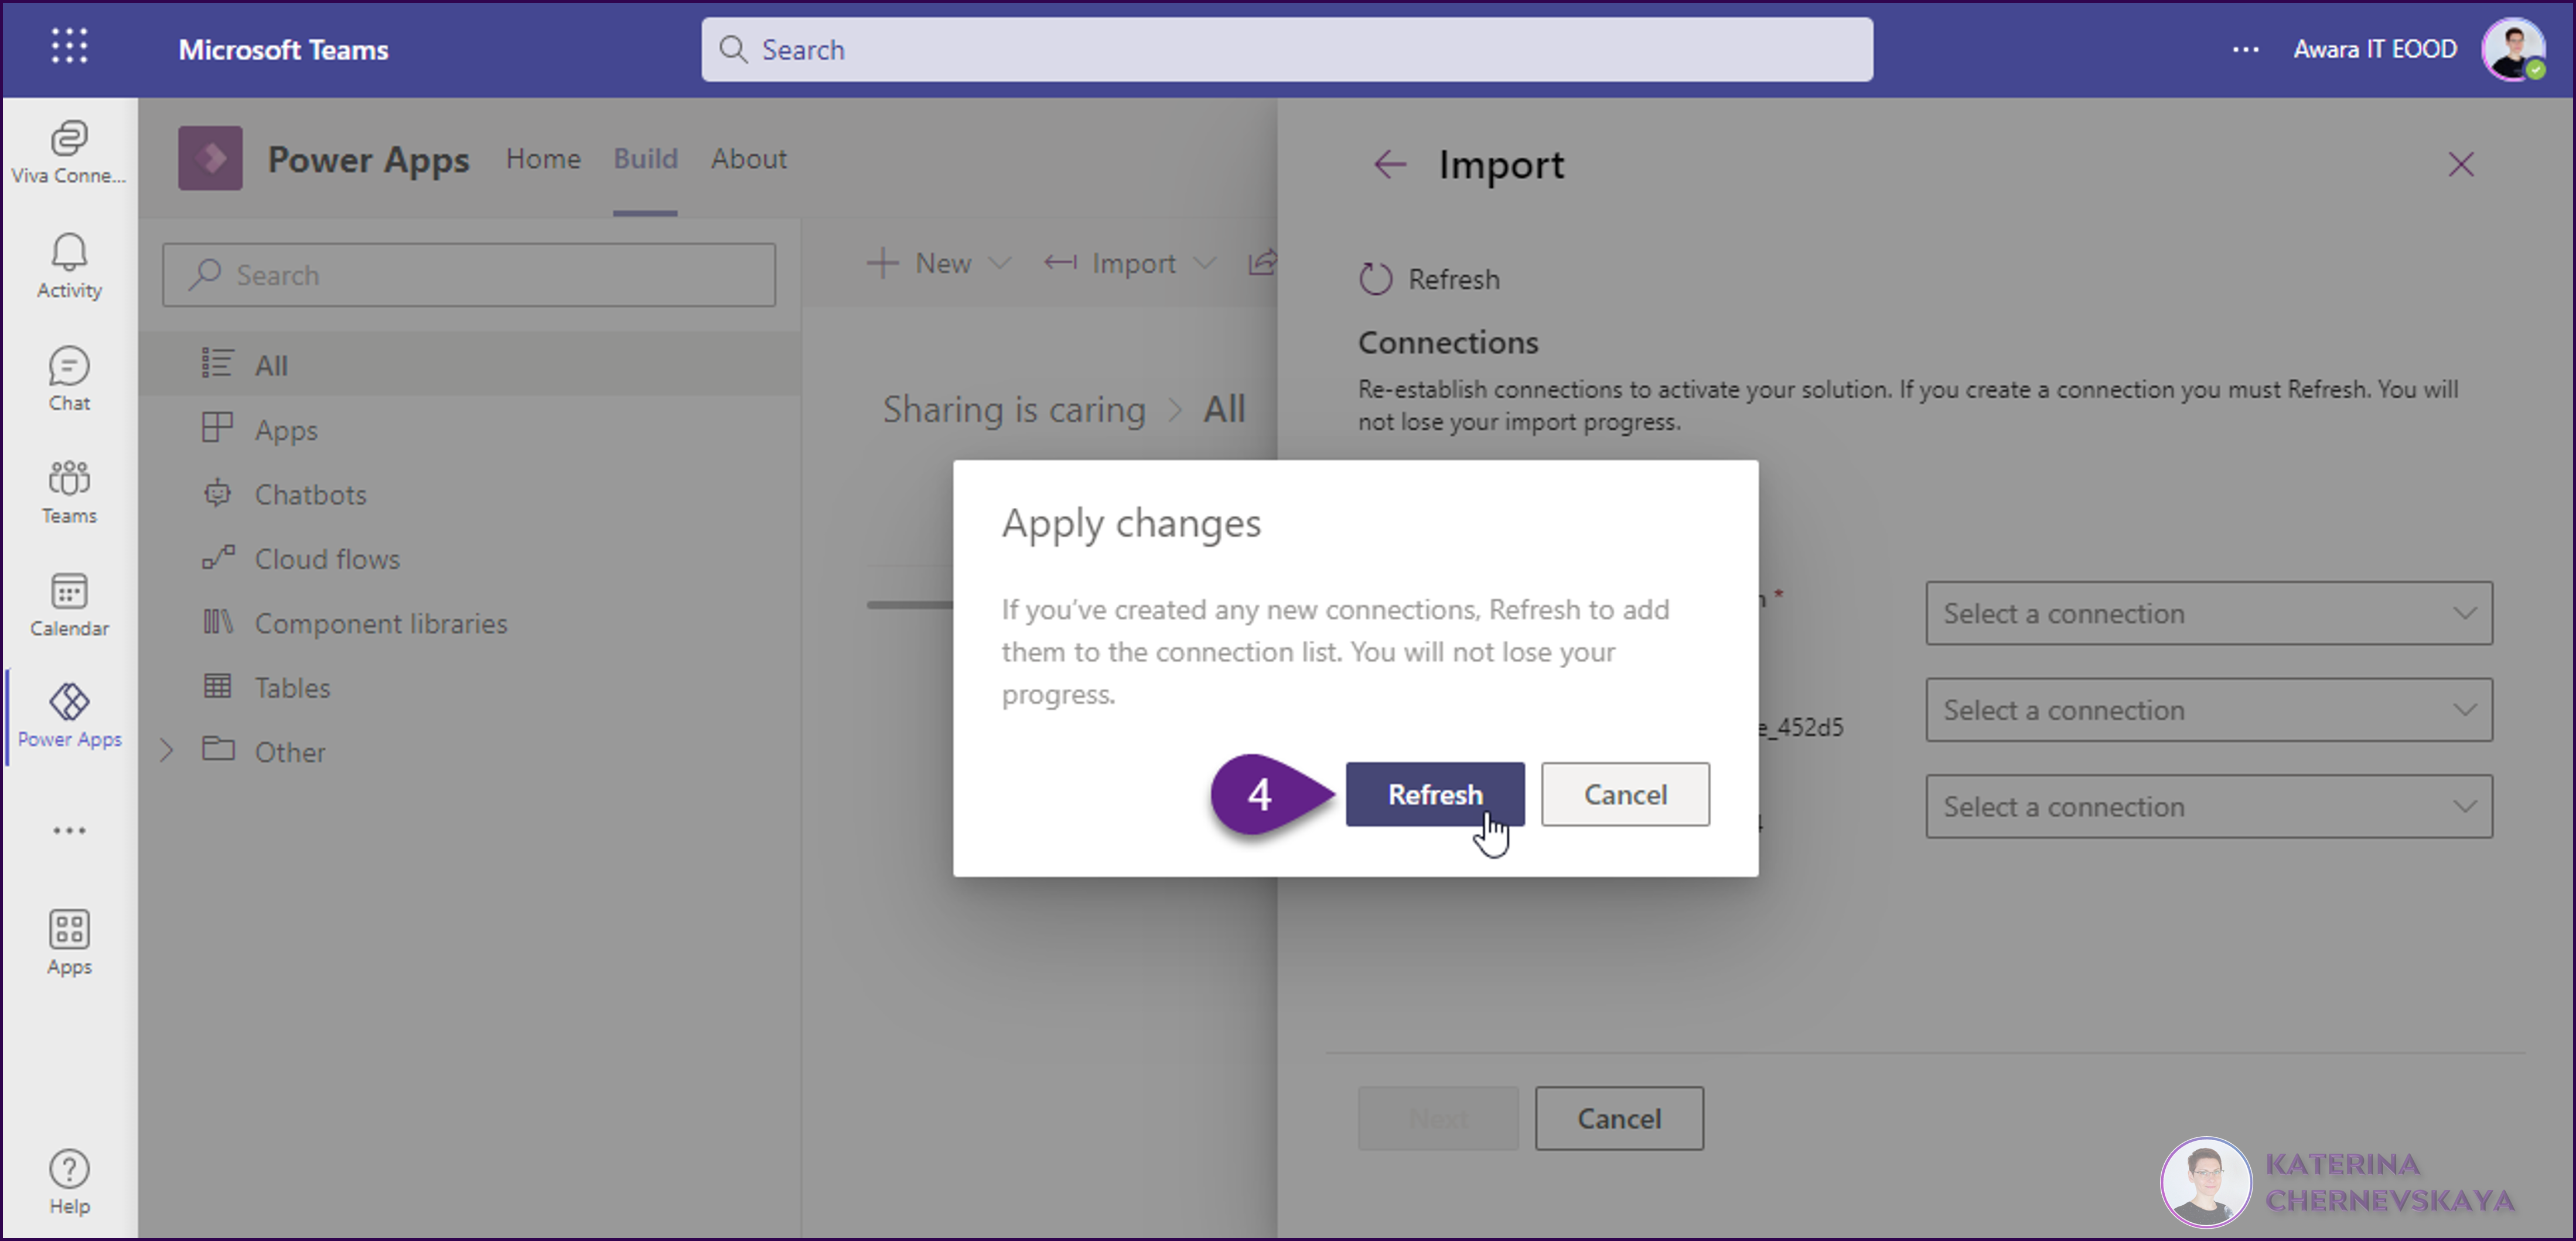 Microsoft Teams
Search
Awara IT EOOD
Viva Conne...
Activity
Chat
Teams
Calendar
Power Apps
Apps
Help
Power Apps
Home
Build
About
Search
All
Apps
Chatbots
Cloud flows
Component libraries
Tables
Other
New
Import
Sharing is caring > All
Import
Refresh
Connections
Re-establish connections to activate your solution. If you create a connection you must Refresh. You will
not lose your import progress.
*
Select a connection
Select a connection
e_452d5
Select a connection
Apply changes
If you’ve created any new connections, Refresh to add
them to the connection list. You will not lose your
progress.
4
Refresh
Cancel
Next
Cancel
KATERINA
CHERNEVSKAYA